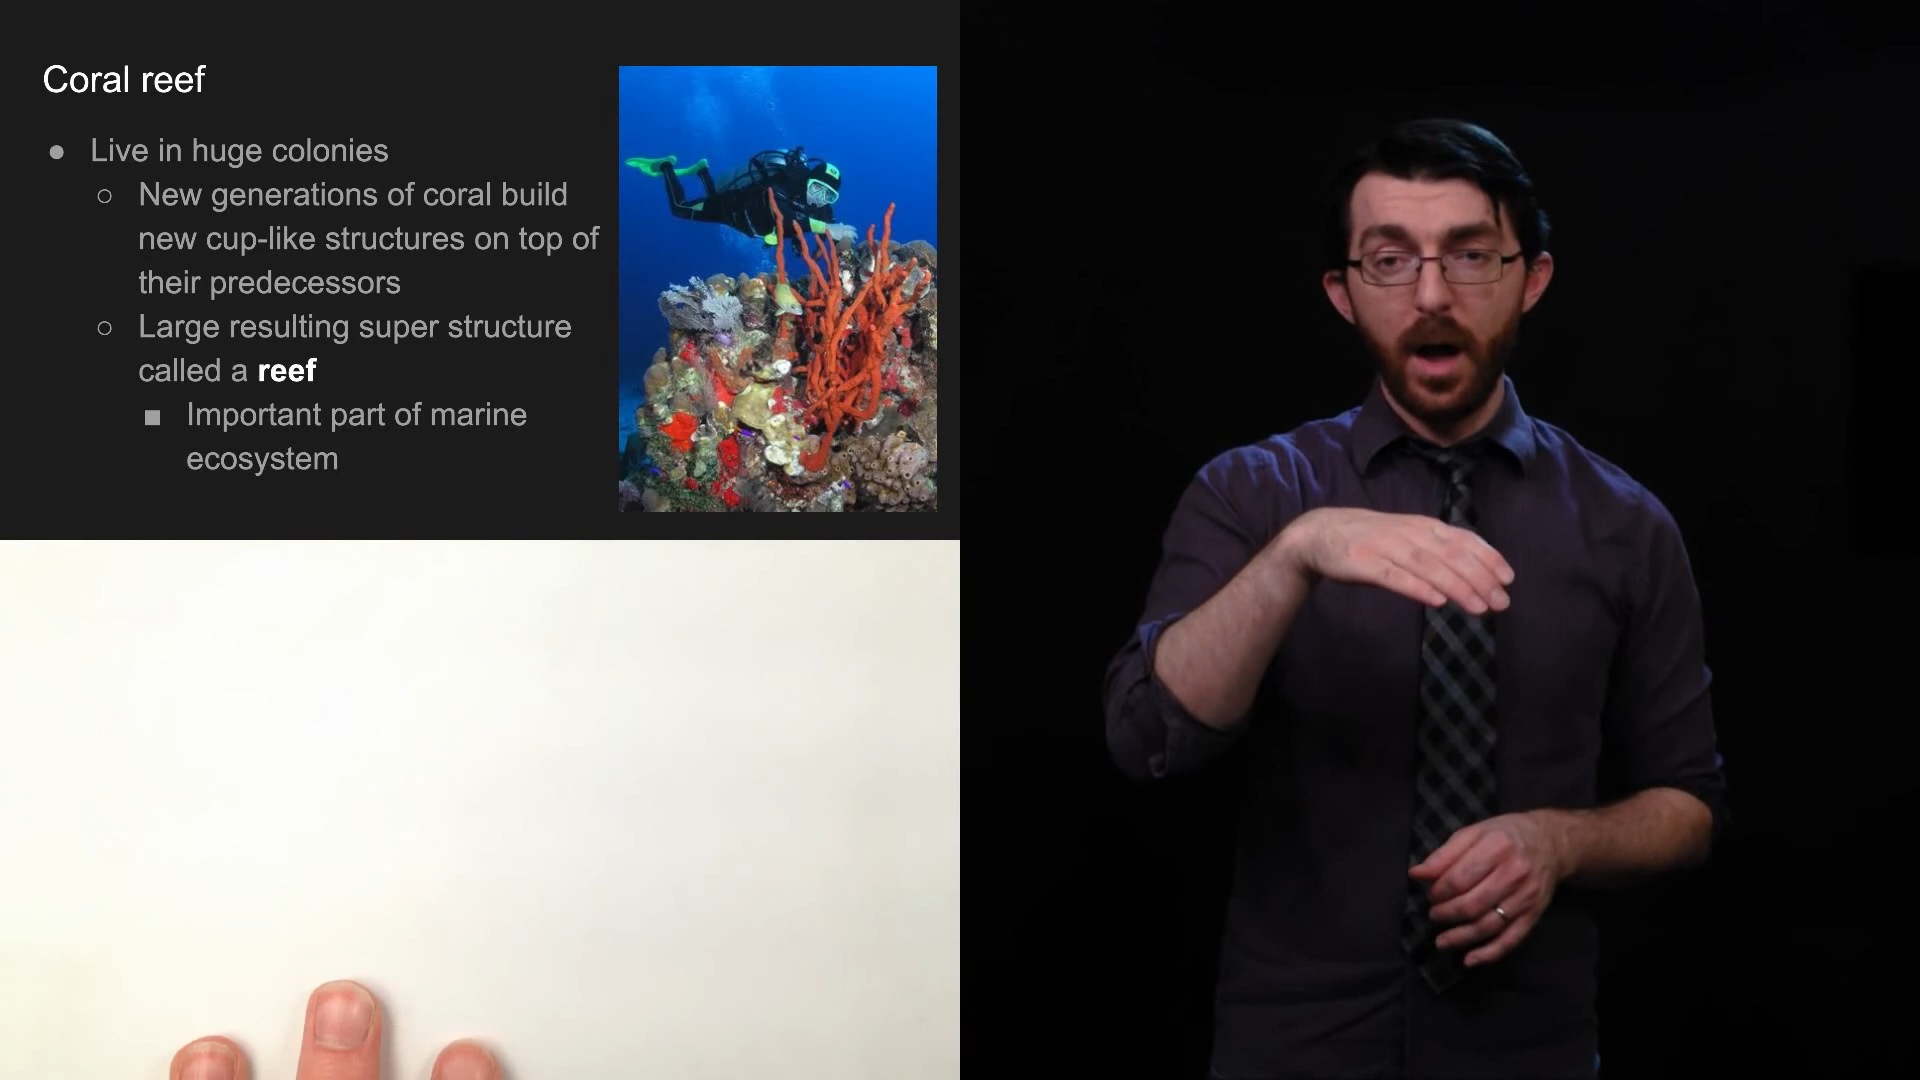 Coral reef
● Live in huge colonies
○ New generations of coral build
new cup-like structures on top of
their predecessors
○ Large resulting super structure
called a reef
■ Important part of marine
ecosystem